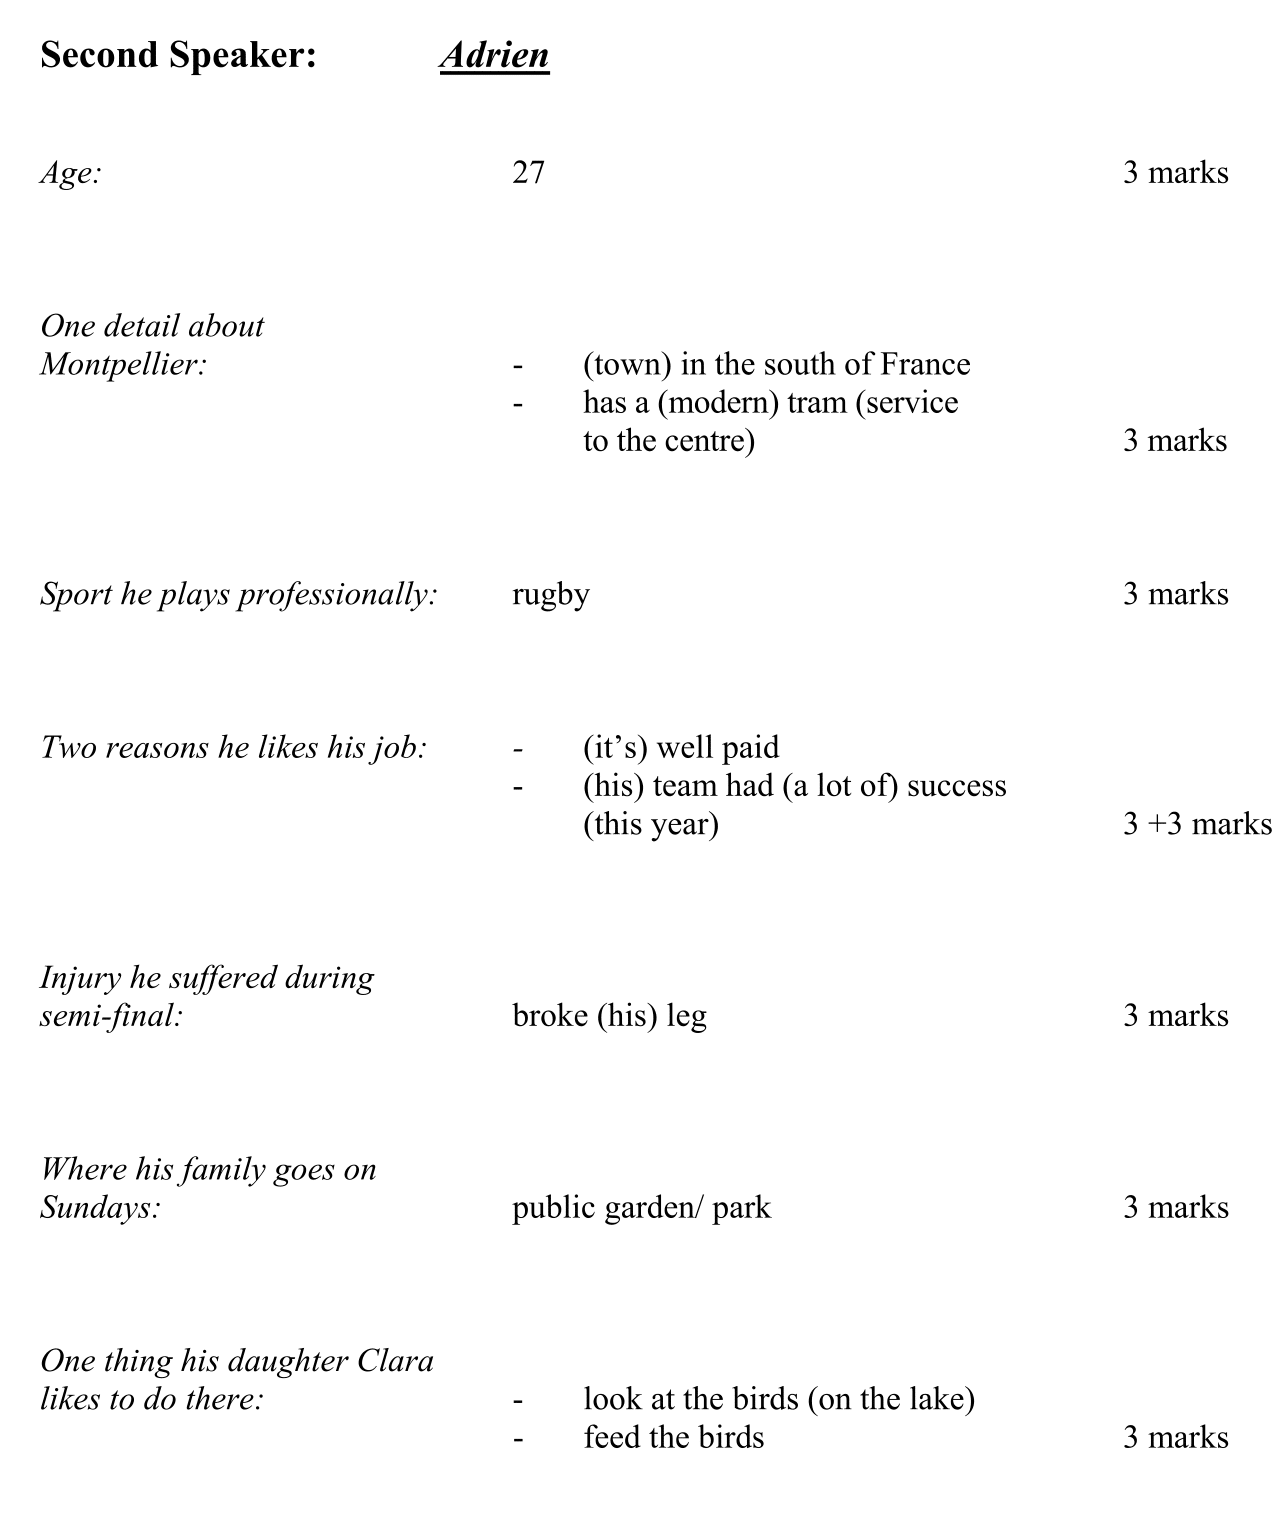 Second Speaker: Adrien
Age: 27 3 marks
One detail about
Montpellier: - (town) in the south of France
- has a (modern) tram (service
to the centre) 3 marks
Sport he plays professionally: rugby 3 marks
Two reasons he likes his job: - (it’s) well paid
- (his) team had (a lot of) success
(this year) 3 +3 marks
Injury he suffered during
semi-final: broke (his) leg 3 marks
Where his family goes on
Sundays: public garden/ park 3 marks
One thing his daughter Clara
likes to do there: - look at the birds (on the lake)
- feed the birds 3 marks